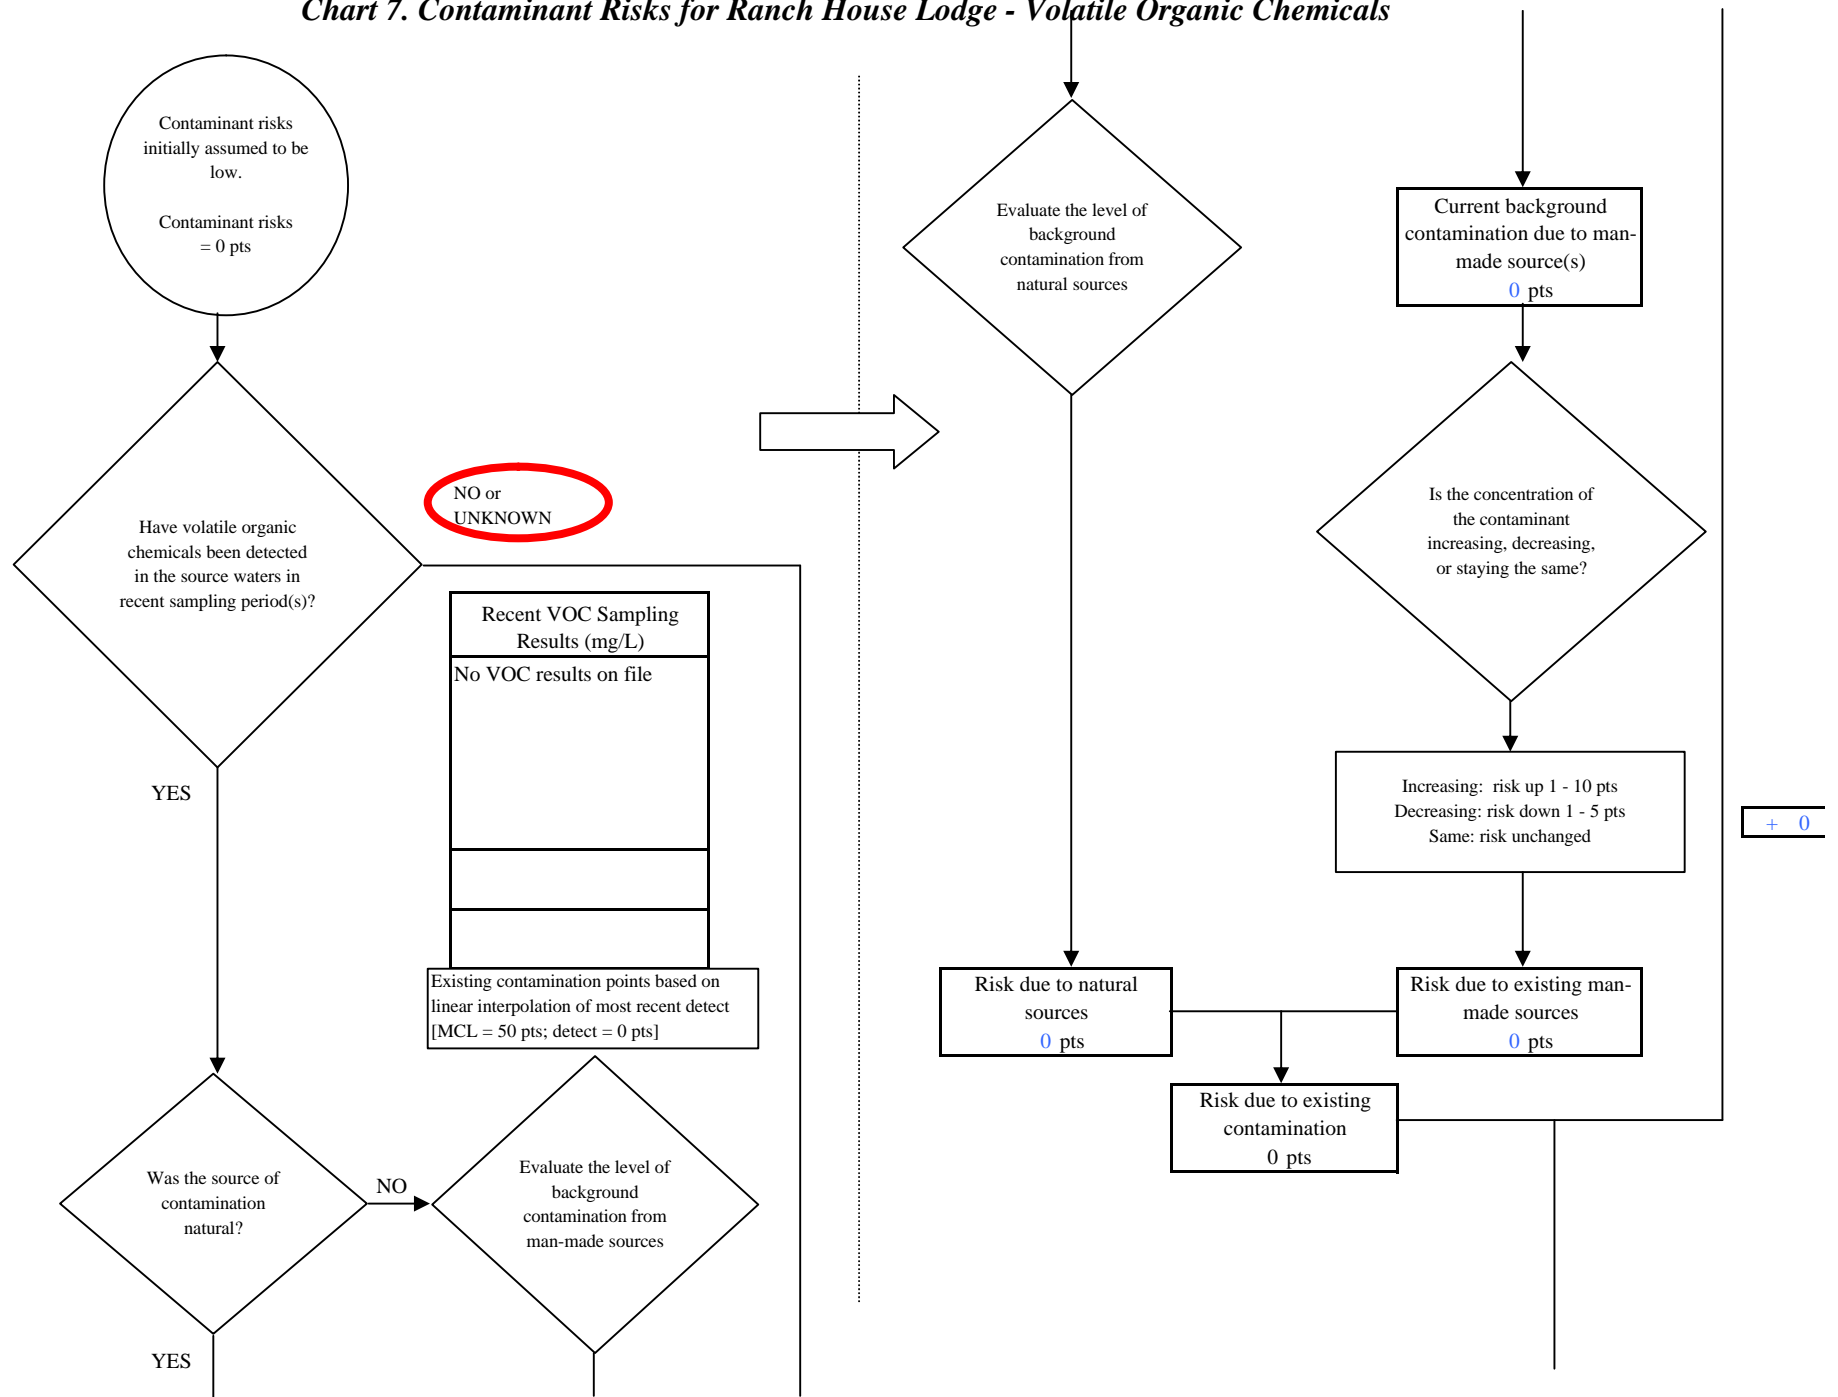 Chart 7. Contaminant Risks for Ranch House Lodge - Volatile Organic Chemicals
Contaminant risks
initially assumed to be
low.
Contaminant risks
= 0 pts
Have volatile organic
chemicals been detected
in the source waters in
recent sampling period(s)?
NO or
UNKNOWN
YES
Recent VOC Sampling
Results (mg/L)
No VOC results on file
Existing contamination points based on
linear interpolation of most recent detect
[MCL = 50 pts; detect = 0 pts]
Was the source of
contamination
natural?
NO
YES
Evaluate the level of
background
contamination from
man-made sources
Evaluate the level of
background
contamination from
natural sources
Current background
contamination due to man-
made source(s)
0 pts
Is the concentration of
the contaminant
increasing, decreasing,
or staying the same?
Increasing: risk up 1 - 10 pts
Decreasing: risk down 1 - 5 pts
Same: risk unchanged
+ 0
Risk due to natural
sources
0 pts
Risk due to existing man-
made sources
0 pts
Risk due to existing
contamination
0 pts